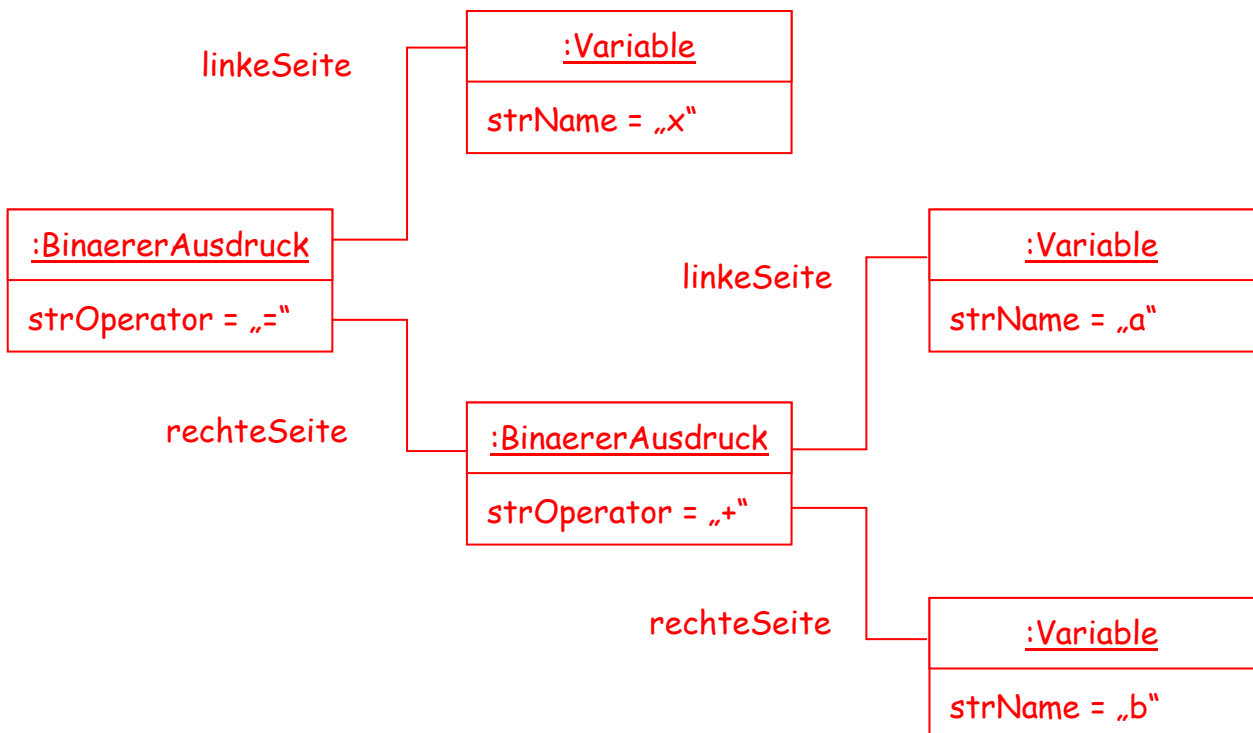 :Variable
linkeSeite
strName = „x“
:BinaererAusdruck
strOperator = „=“
:Variable
linkeSeite
strName = „a“
rechteSeite
:BinaererAusdruck
strOperator = „+“
rechteSeite
:Variable
strName = „b“